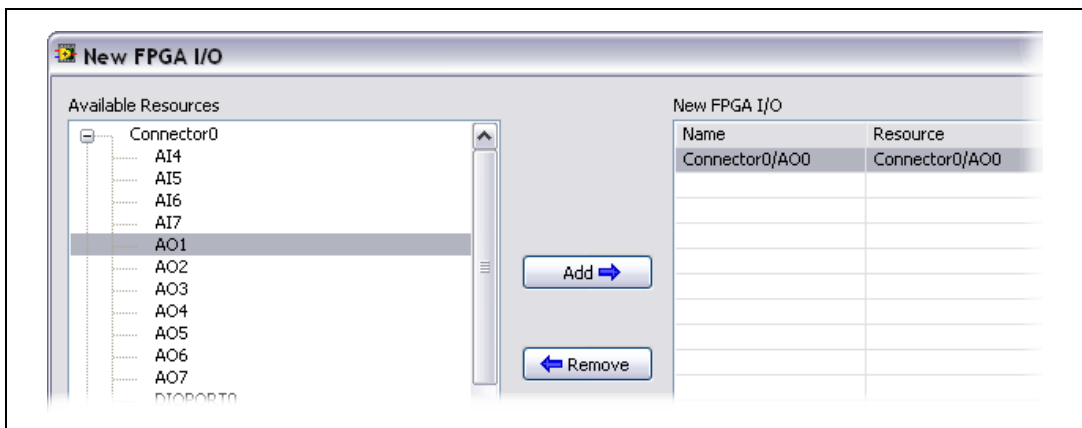 New FPGA I/O
Available Resources
Connector0
AI4
AI5
AI6
AI7
AO1
AO2
AO3
AO4
AO5
AO6
AO7
DIOPORT0
Add
Remove
New FPGA I/O
Name Resource
Connector0/AO0 Connector0/AO0